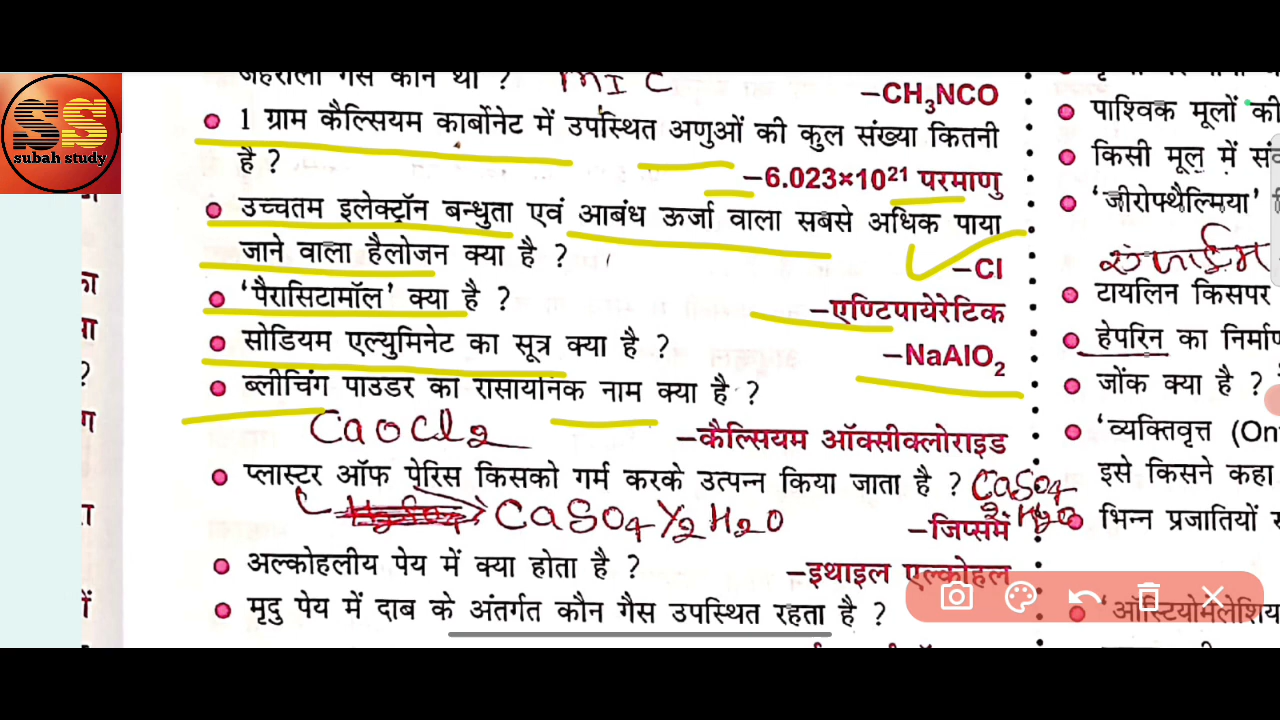 SS
subah study
जहरीली गैस कौन थी ? MIC
–CH₃NCO
1 ग्राम कैल्सियम कार्बोनेट में उपस्थित अणुओं की कुल संख्या कितनी
है ?
–6.023×10²¹ परमाणु
उच्चतम इलेक्ट्रॉन बन्धुता एवं आबंध ऊर्जा वाला सबसे अधिक पाया
जाने वाला हैलोजन क्या है ?
–Cl
'पैरासिटामॉल' क्या है ?
–एण्टिपायेरेटिक
सोडियम एल्युमिनेट का सूत्र क्या है ?
–NaAlO₂
ब्लीचिंग पाउडर का रासायनिक नाम क्या है ?
CaOCl₂
–कैल्सियम ऑक्सीक्लोराइड
प्लास्टर ऑफ पेरिस किसको गर्म करके उत्पन्न किया जाता है ? CaSO₄
CaSO₄ ½ H₂O
2H₂O
–जिप्सम
अल्कोहलीय पेय में क्या होता है ?
–इथाइल एल्कोहल
मृदु पेय में दाब के अंतर्गत कौन गैस उपस्थित रहता है ?
पाश्विक मूलों की
किसी मूल में
'जीरोफ्थैल्मिया'
टायलिन किसपर
हेपरिन का निर्माण
जोंक क्या है ?
'व्यक्तिवृत्त (On
इसे किसने कहा
भिन्न प्रजातियों